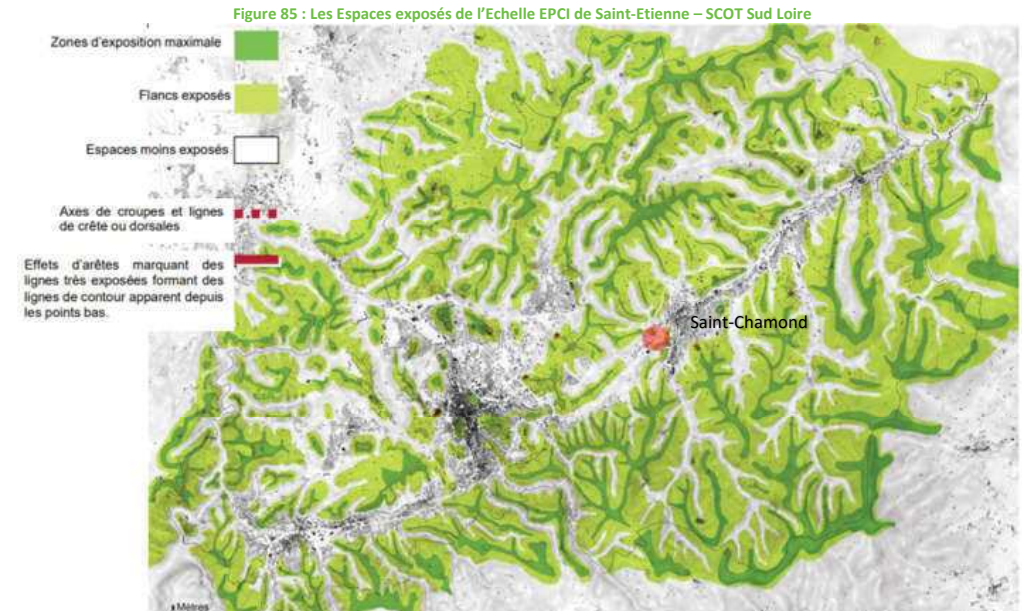 Figure 85 : Les Espaces exposés de l’Echelle EPCI de Saint-Etienne – SCOT Sud Loire
Zones d'exposition maximale
Flancs exposés
Espaces moins exposés
Axes de croupes et lignes
de crête ou dorsales
Effets d'arêtes marquant des
lignes très exposées formant des
lignes de contour apparent depuis
les points bas.
Saint-Chamond
Mètres